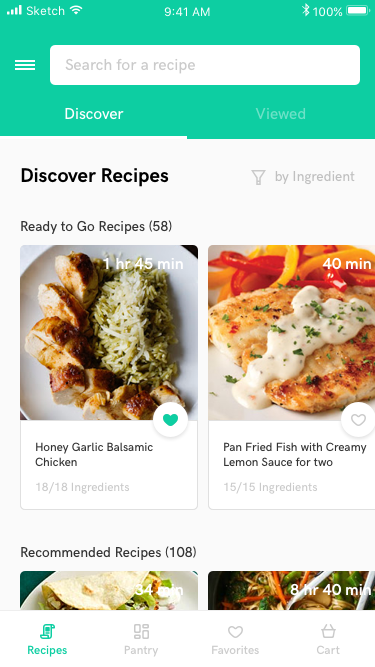 Sketch
9:41 AM
100%
Search for a recipe
Discover
Viewed
Discover Recipes
by Ingredient
Ready to Go Recipes (58)
1 hr 45 min
40 min
Honey Garlic Balsamic
Chicken
18/18 Ingredients
Pan Fried Fish with Creamy
Lemon Sauce for two
15/15 Ingredients
Recommended Recipes (108)
34 min
8 hr 40 min
Recipes
Pantry
Favorites
Cart